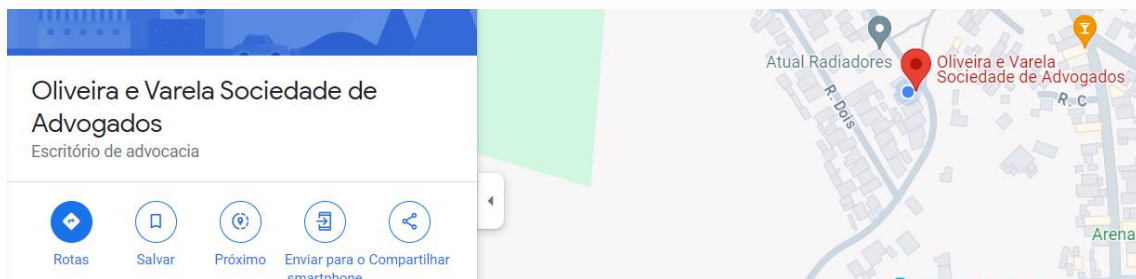 Oliveira e Varela Sociedade de
Advogados
Escritório de advocacia
Rotas
Salvar
Próximo
Enviar para o
smartphone
Compartilhar
Atual Radiadores
Oliveira e Varela
Sociedade de Advogados
R. Dois
R. C
Arena